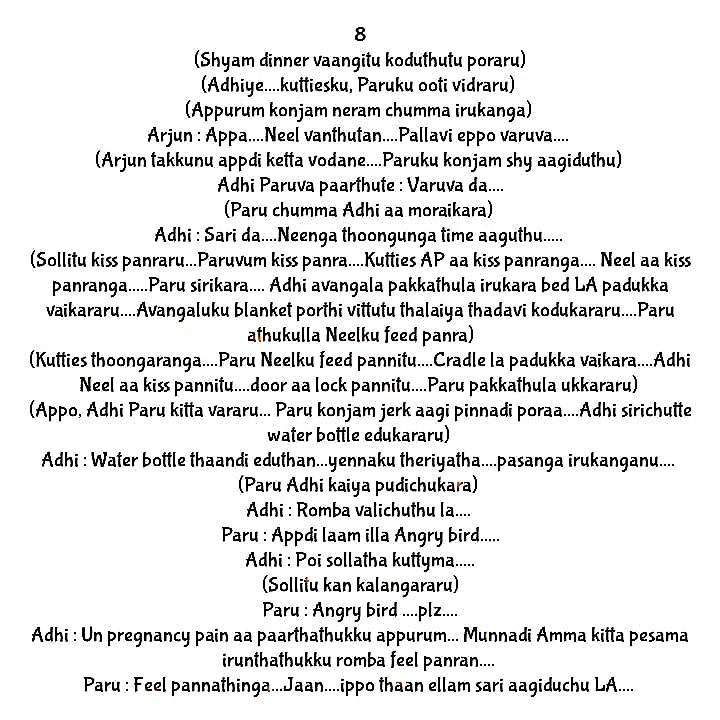 8
(Shyam dinner vaangitu koduthutu poraru)
(Adhiye....kuttiesku, Paruku ooti vidraru)
(Appurum konjam neram chumma irukanga)
Arjun : Appa....Neel vanthutan....Pallavi eppo varuva....
(Arjun takkunu appdi ketta vodane....Paruku konjam shy aagiduthu)
Adhi Paruva paarthute : Varuva da....
(Paru chumma Adhi aa moraikara)
Adhi : Sari da....Neenga thoongunga time aaguthu.....
(Sollitu kiss panraru...Paruvum kiss panra....Kutties AP aa kiss panranga.... Neel aa kiss
panranga.....Paru sirikara.... Adhi avangala pakkathula irukara bed LA padukka
vaikararu....Avangaluku blanket porthi vittutu thalaiya thadavi kodukararu....Paru
athukulla Neelku feed panra)
(Kutties thoongaranga....Paru Neelku feed pannitu....Cradle la padukka vaikara....Adhi
Neel aa kiss pannitu....door aa lock pannitu....Paru pakkathula ukkararu)
(Appo, Adhi Paru kitta vararu... Paru konjam jerk aagi pinnadi poraa....Adhi sirichutte
water bottle edukararu)
Adhi : Water bottle thaandi eduthan...yennaku theriyatha....pasanga irukanganu....
(Paru Adhi kaiya pudichukara)
Adhi : Romba valichuthu la....
Paru : Appdi laam illa Angry bird.....
Adhi : Poi sollatha kuttyma.....
(Sollitu kan kalangararu)
Paru : Angry bird ....plz....
Adhi : Un pregnancy pain aa paarthathukku appurum... Munnadi Amma kitta pesama
irunthathukku romba feel panran....
Paru : Feel pannathinga...Jaan....ippo thaan ellam sari aagiduchu LA....